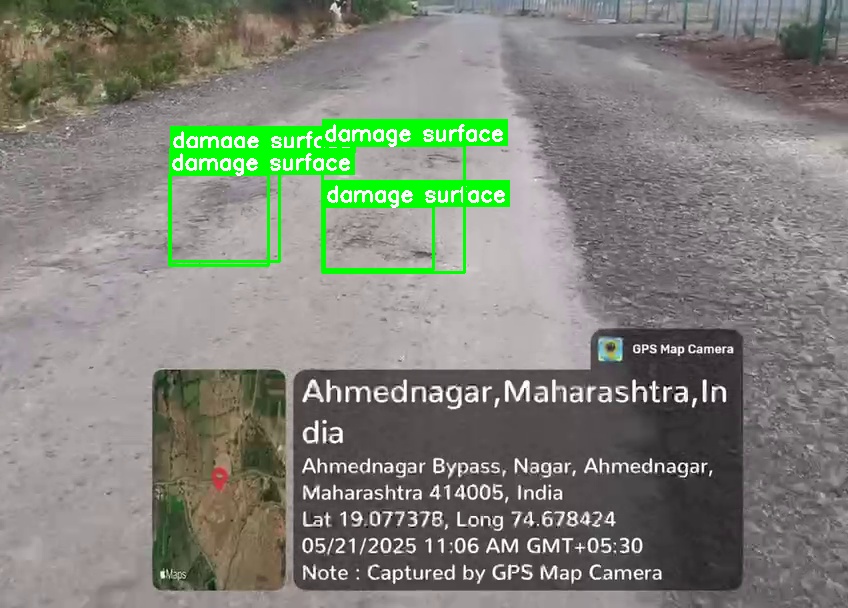 damage surface
damage surfac
damage surface
damage surface
GPS Map Camera
Ahmednagar,Maharashtra,In
dia
Ahmednagar Bypass, Nagar, Ahmednagar,
Maharashtra 414005, India
Lat 19.077378, Long 74.678424
05/21/2025 11:06 AM GMT+05:30
Note : Captured by GPS Map Camera
Maps